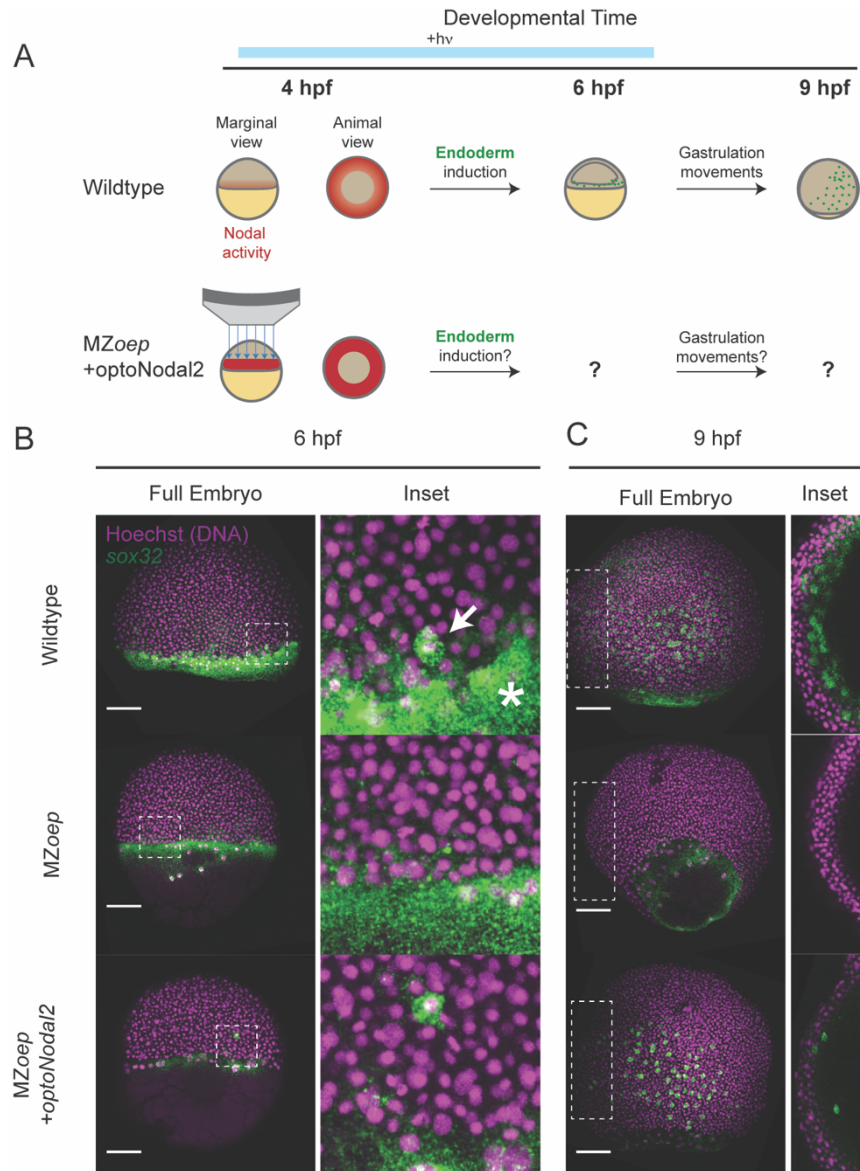 Developmental Time
+hν
A
4 hpf
6 hpf
9 hpf
Marginal
view
Animal
view
Wildtype
Endoderm
induction
Gastrulation
movements
Nodal
activity
MZoep
+optoNodal2
Endoderm
induction?
?
Gastrulation
movements?
?
B
6 hpf
C
9 hpf
Full Embryo
Inset
Full Embryo
Inset
Hoechst (DNA)
sox32
Wildtype
*
MZoep
MZoep
+optoNodal2